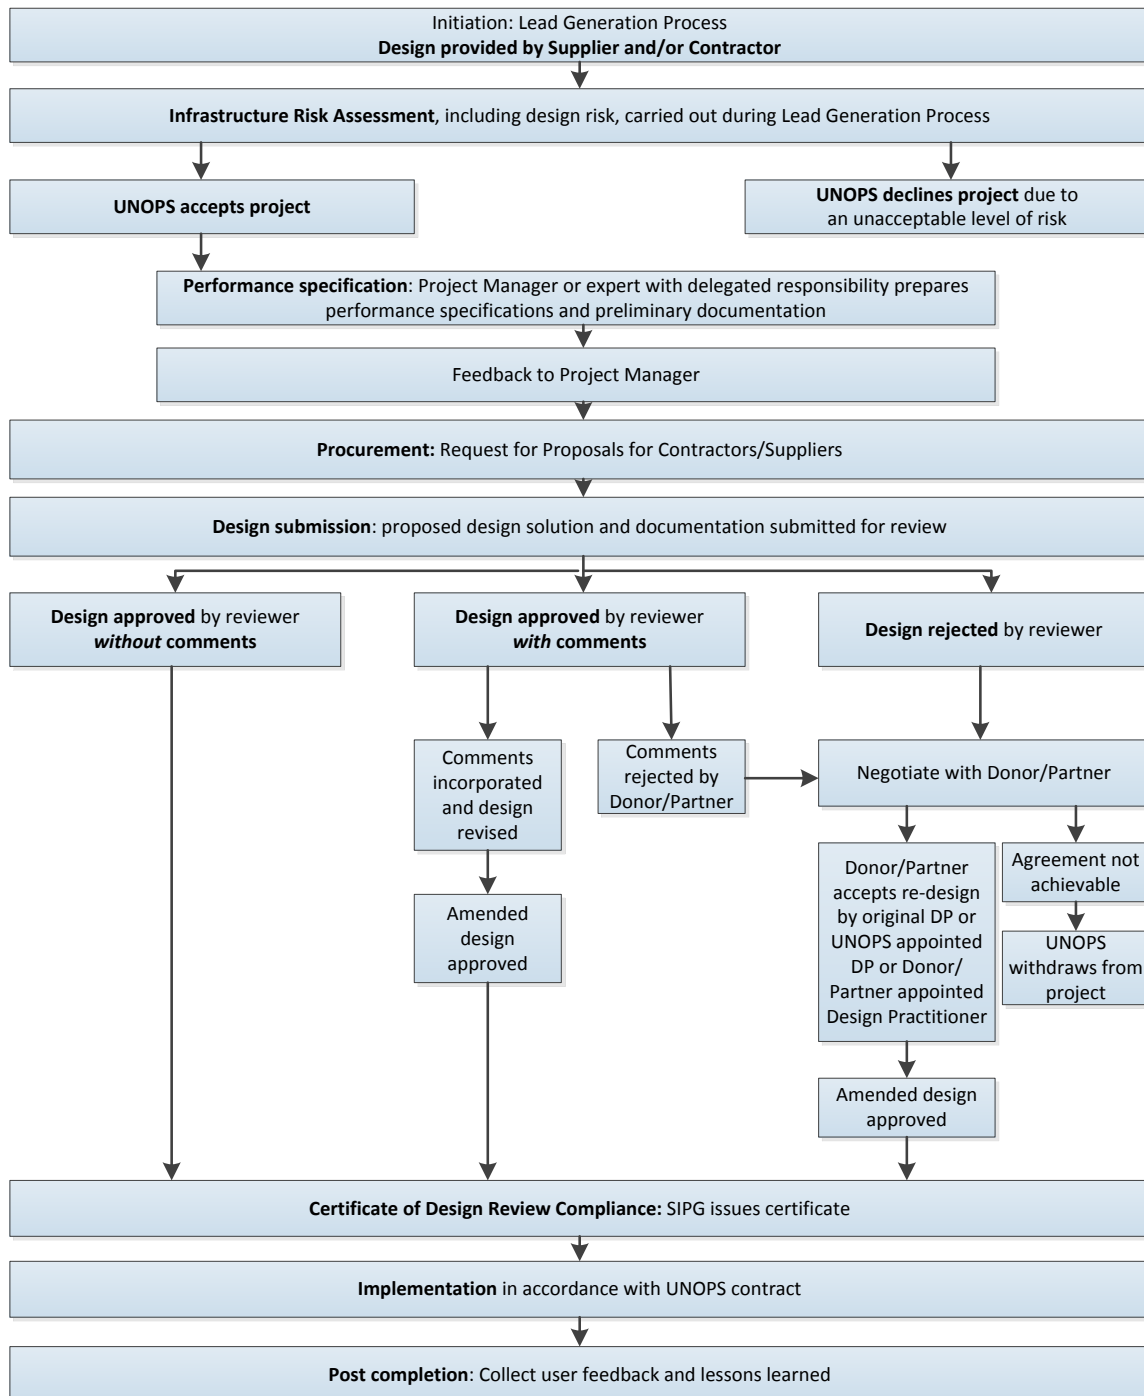 Initiation: Lead Generation Process
Design provided by Supplier and/or Contractor
Infrastructure Risk Assessment, including design risk, carried out during Lead Generation Process
UNOPS accepts project
UNOPS declines project due to
an unacceptable level of risk
Performance specification: Project Manager or expert with delegated responsibility prepares
performance specifications and preliminary documentation
Feedback to Project Manager
Procurement: Request for Proposals for Contractors/Suppliers
Design submission: proposed design solution and documentation submitted for review
Design approved by reviewer
without comments
Design approved by reviewer
with comments
Design rejected by reviewer
Comments
incorporated
and design
revised
Comments
rejected by
Donor/Partner
Negotiate with Donor/Partner
Amended
design
approved
Donor/Partner
accepts re-design
by original DP or
UNOPS appointed
DP or Donor/
Partner appointed
Design Practitioner
Agreement not
achievable
UNOPS
withdraws from
project
Amended design
approved
Certificate of Design Review Compliance: SIPG issues certificate
Implementation in accordance with UNOPS contract
Post completion: Collect user feedback and lessons learned